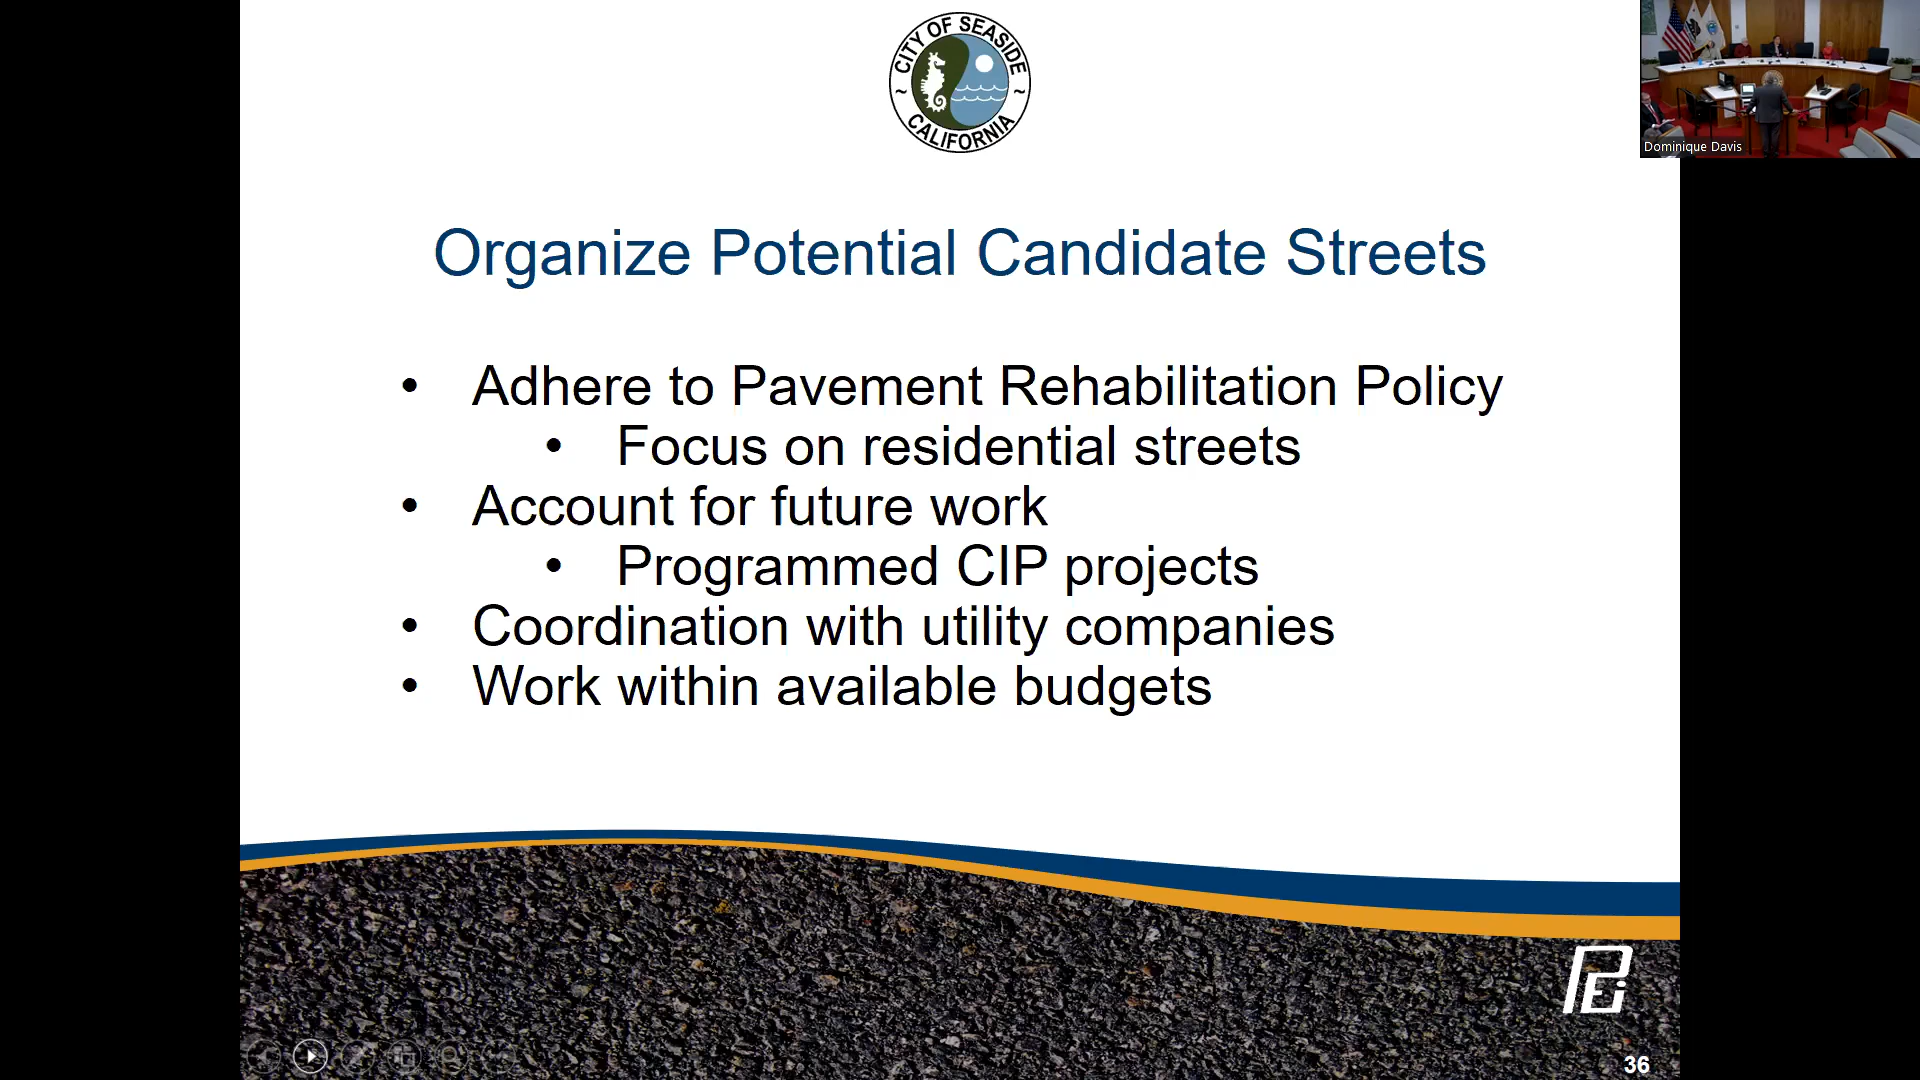 CITY OF SEASIDE
~ ~
CALIFORNIA
Dominique Davis
Organize Potential Candidate Streets
• Adhere to Pavement Rehabilitation Policy
• Focus on residential streets
• Account for future work
• Programmed CIP projects
• Coordination with utility companies
• Work within available budgets
PEi
36